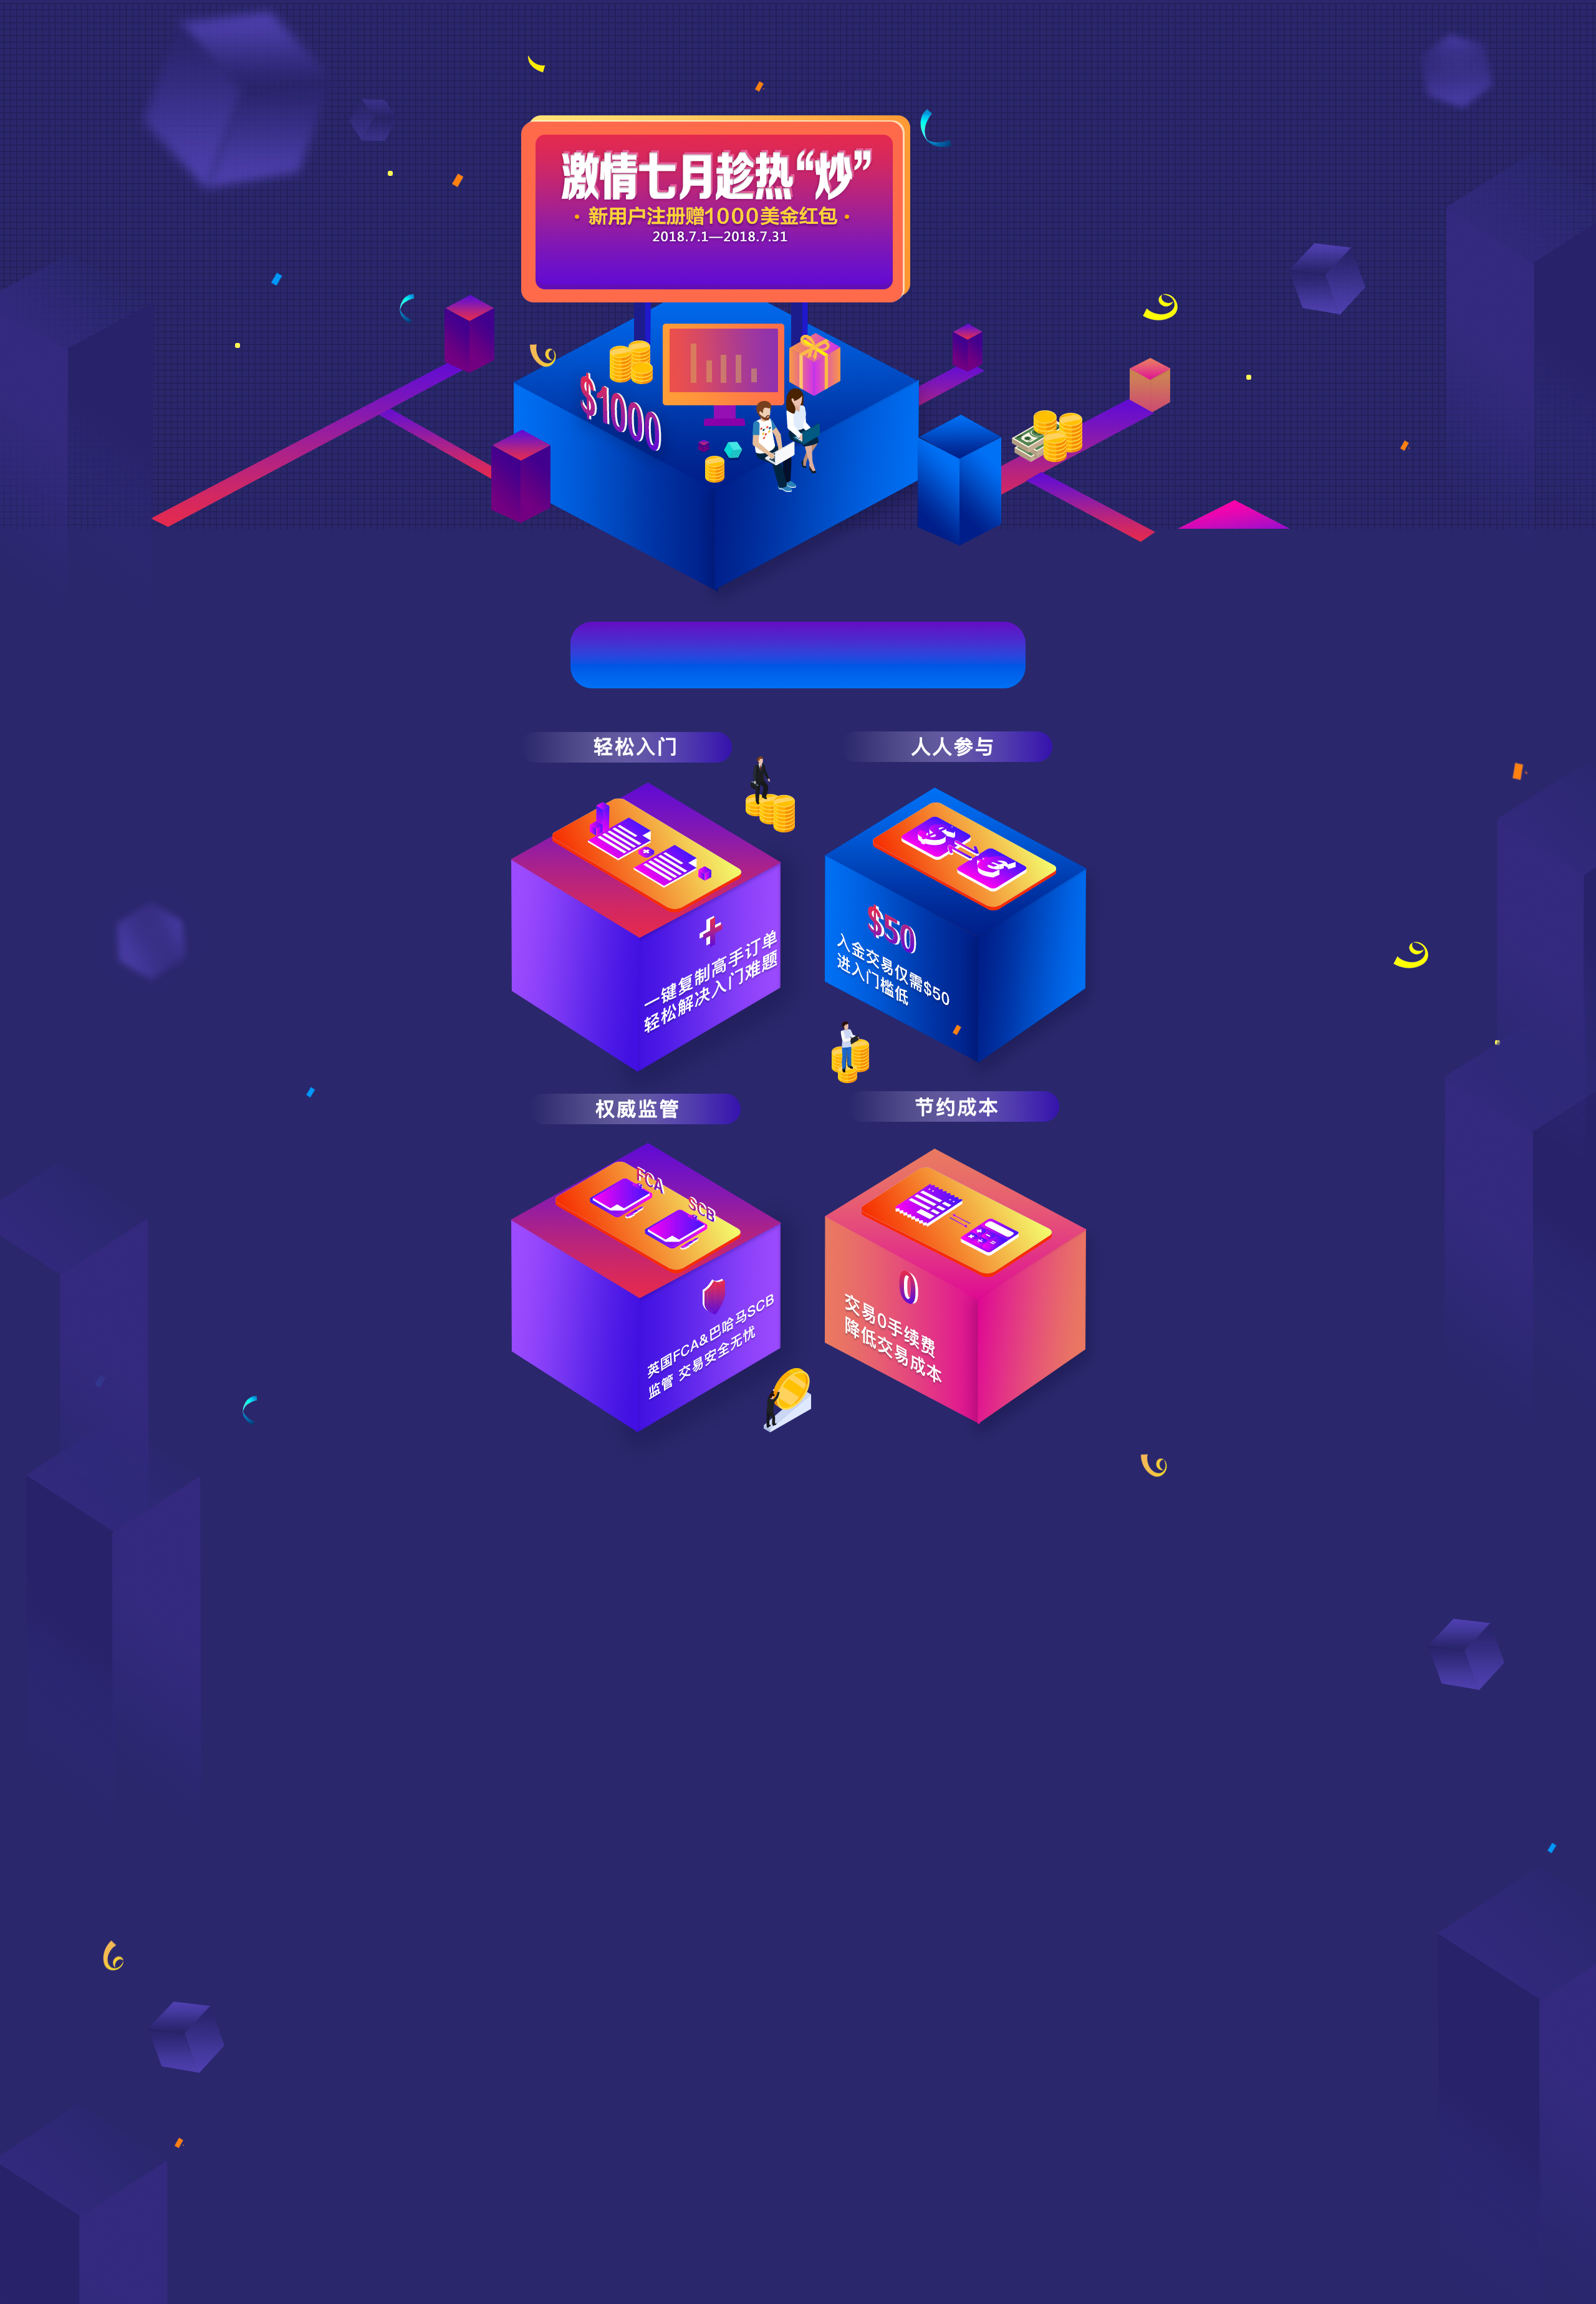 激情七月趁热“炒”
· 新用户注册赠1000美金红包 ·
2018.7.1—2018.7.31
$1000
轻松入门
人人参与
一键复制高手订单
轻松解决入门难题
$50
入金交易仅需$50
进入门槛低
权威监管
节约成本
FCA
SCB
英国FCA&巴哈马SCB
监管 交易安全无忧
0
交易0手续费
降低交易成本